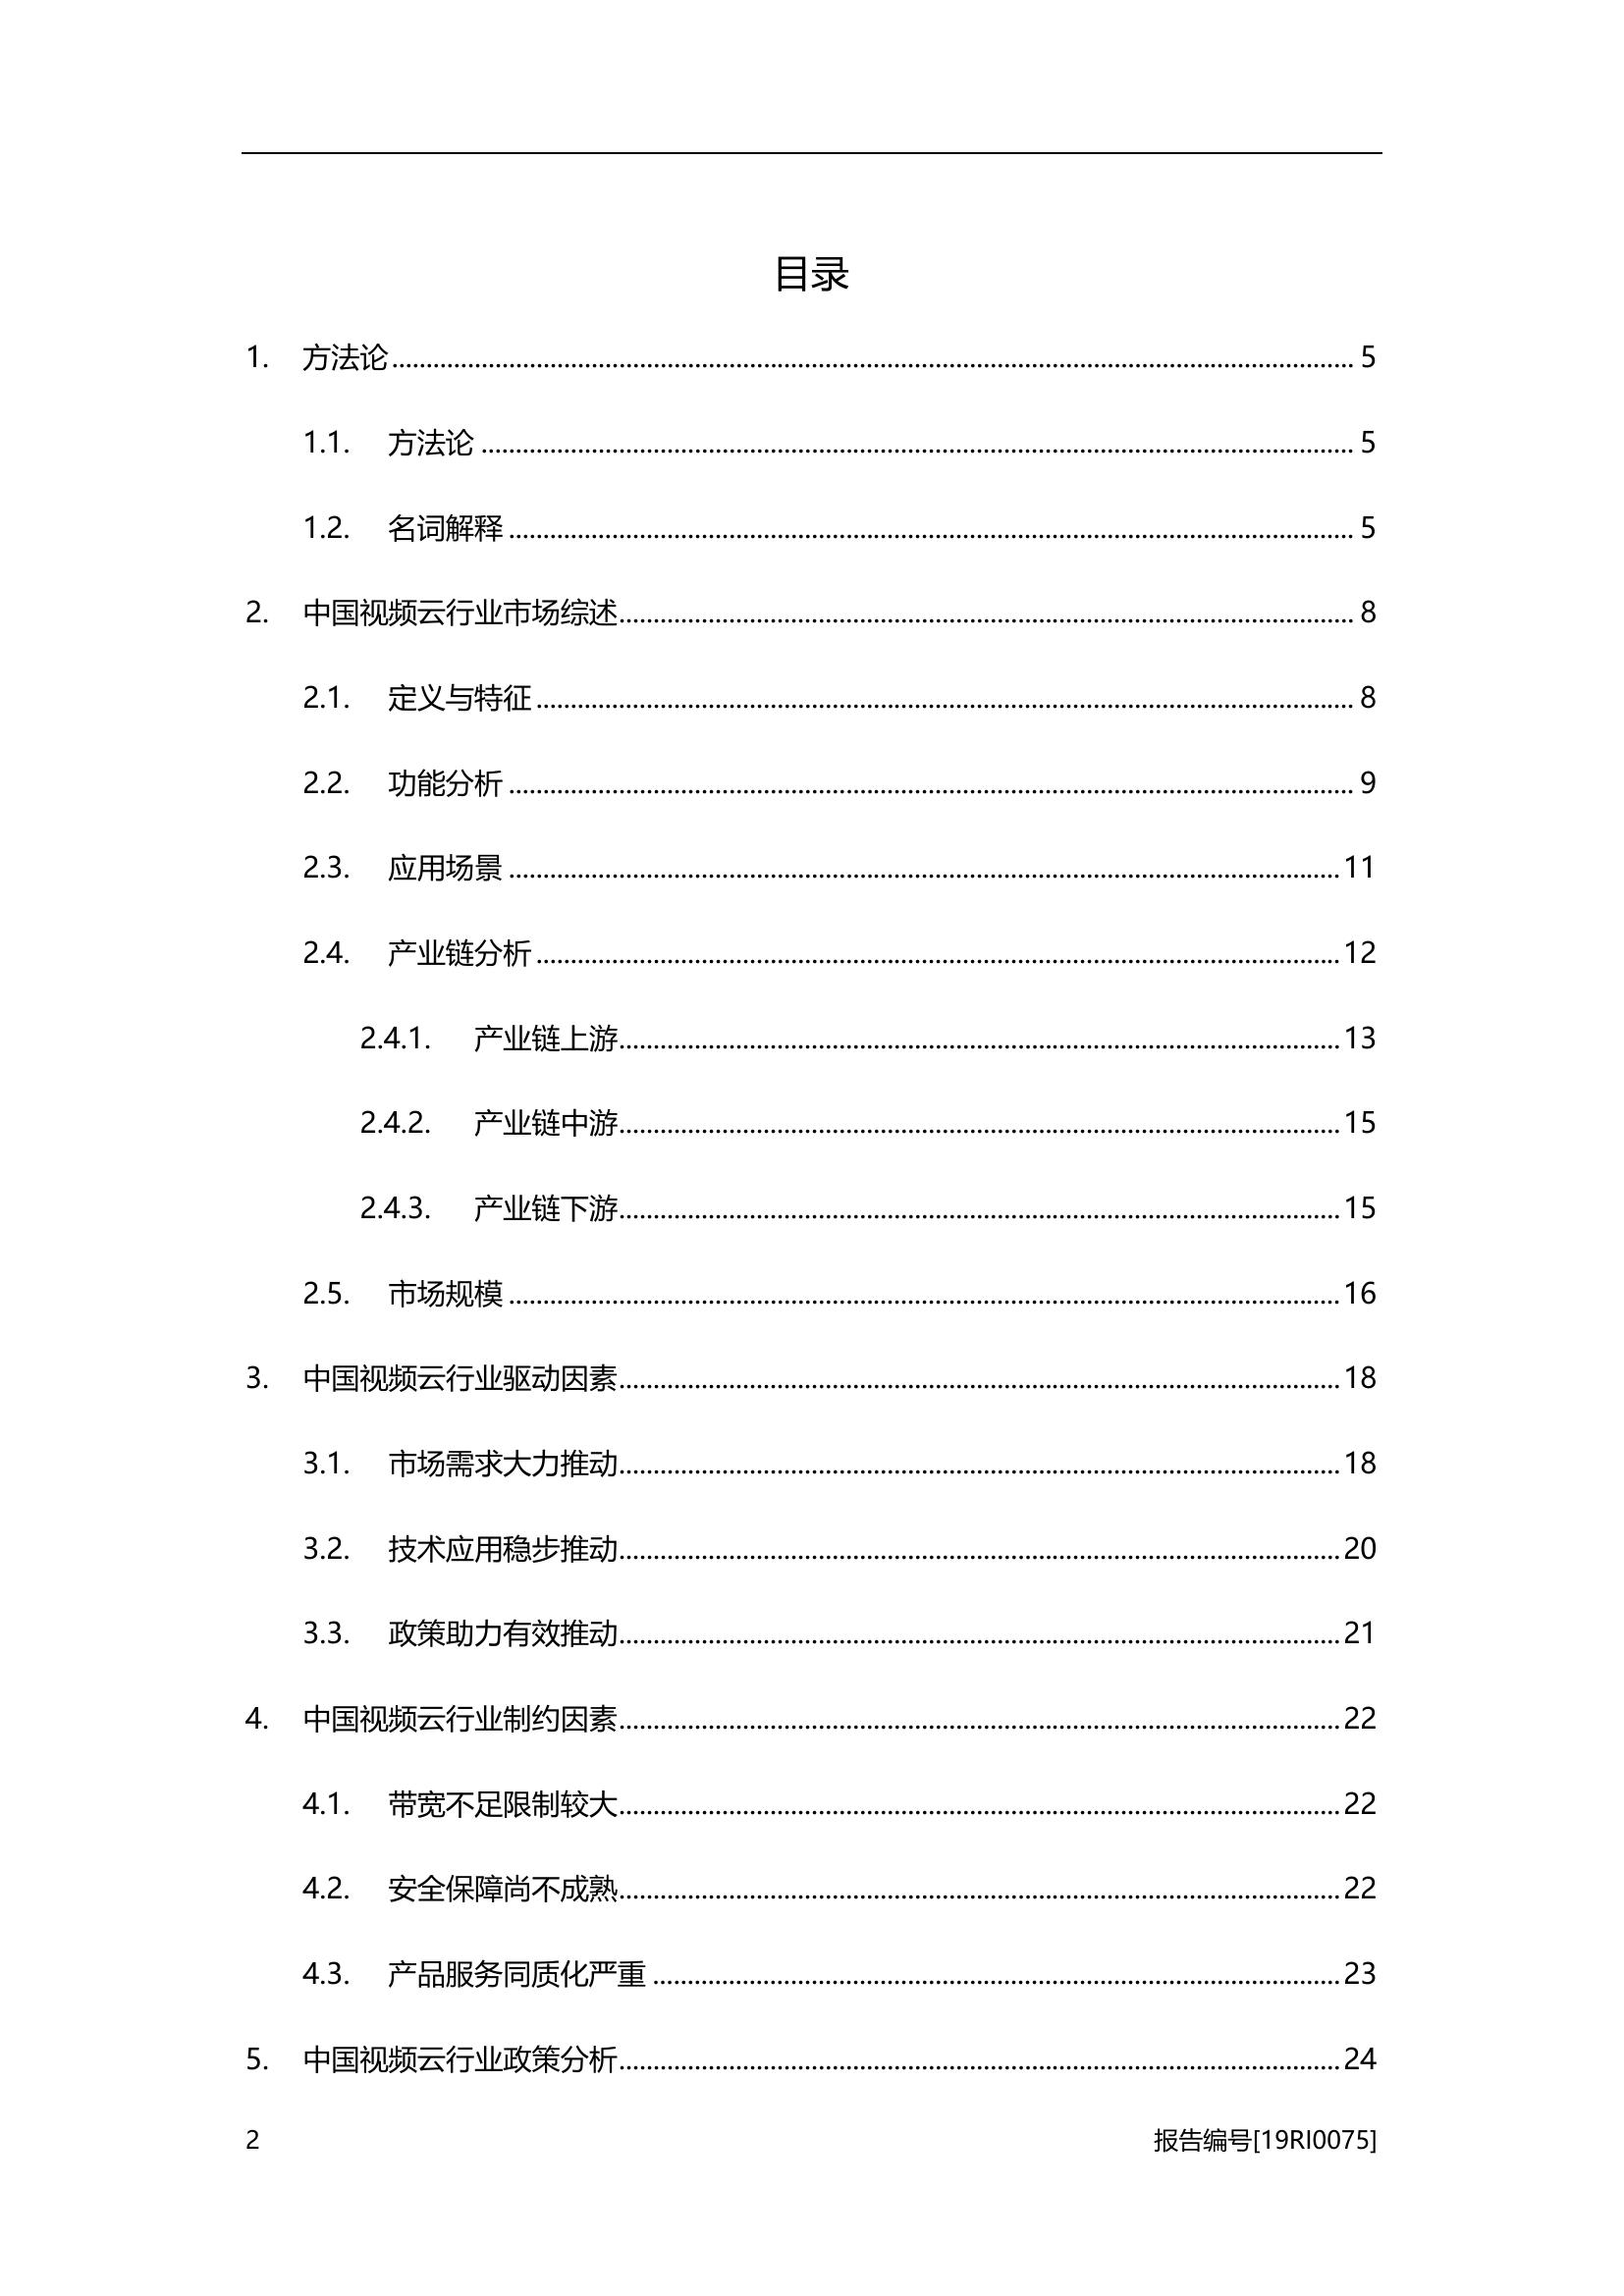 目录
1. 方法论 5
1.1. 方法论 5
1.2. 名词解释 5
2. 中国视频云行业市场综述 8
2.1. 定义与特征 8
2.2. 功能分析 9
2.3. 应用场景 11
2.4. 产业链分析 12
2.4.1. 产业链上游 13
2.4.2. 产业链中游 15
2.4.3. 产业链下游 15
2.5. 市场规模 16
3. 中国视频云行业驱动因素 18
3.1. 市场需求大力推动 18
3.2. 技术应用稳步推动 20
3.3. 政策助力有效推动 21
4. 中国视频云行业制约因素 22
4.1. 带宽不足限制较大 22
4.2. 安全保障尚不成熟 22
4.3. 产品服务同质化严重 23
5. 中国视频云行业政策分析 24
2 报告编号[19RI0075]